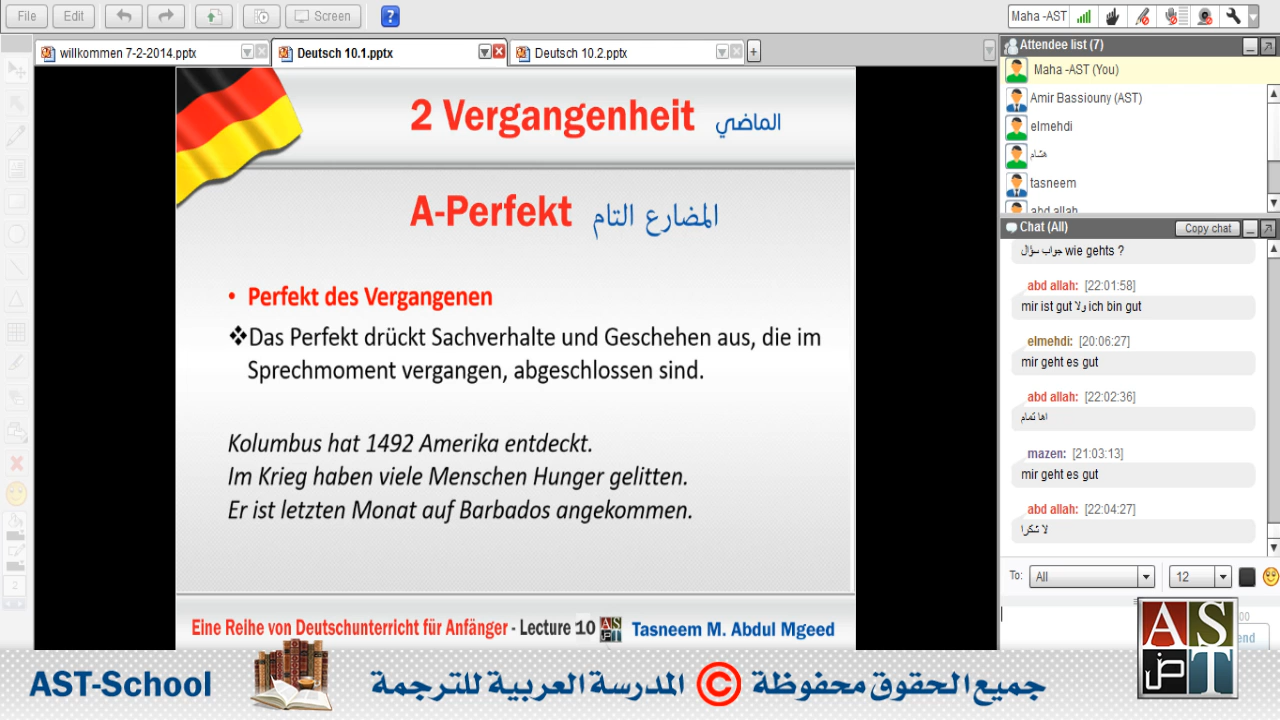 File Edit Screen ? Maha -AST
willkommen 7-2-2014.pptx Deutsch 10.1.pptx Deutsch 10.2.pptx
2 Vergangenheit الماضي
A-Perfekt المضارع التام
• Perfekt des Vergangenen
❖Das Perfekt drückt Sachverhalte und Geschehen aus, die im
Sprechmoment vergangen, abgeschlossen sind.
Kolumbus hat 1492 Amerika entdeckt.
Im Krieg haben viele Menschen Hunger gelitten.
Er ist letzten Monat auf Barbados angekommen.
Eine Reihe von Deutschunterricht für Anfänger - Lecture 10 AST ض Tasneem M. Abdul Mgeed
Attendee list (7)
Maha -AST (You)
Amir Bassiouny (AST)
elmehdi
هشام
tasneem
abd allah
Chat (All) Copy chat
جواب سؤال wie gehts ?
abd allah: [22:01:58]
mir ist gut ولا ich bin gut
elmehdi: [20:06:27]
mir geht es gut
abd allah: [22:02:36]
اها تمام
mazen: [21:03:13]
mir geht es gut
abd allah: [22:04:27]
لا شكرا
To: All 12
2
AST ض
AST-School جميع الحقوق محفوظة © المدرسة العربية للترجمة